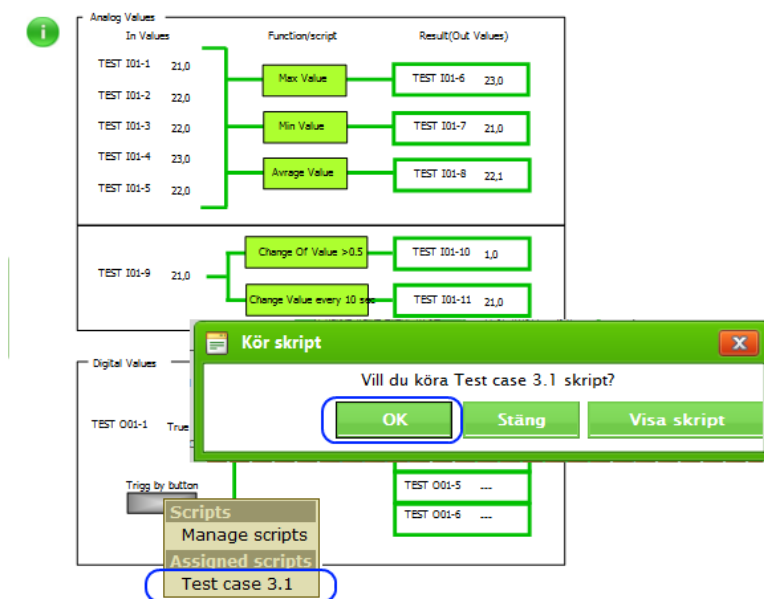 i
Analog Values
In Values Function/script Result(Out Values)
TEST I01-1 21,0 Max Value TEST I01-6 23,0
TEST I01-2 22,0
TEST I01-3 22,0 Min Value TEST I01-7 21,0
TEST I01-4 23,0
TEST I01-5 22,0 Avrage Value TEST I01-8 22,1
TEST I01-9 21,0
Change Of Value >0.5 TEST I01-10 1,0
Change Value every 10 sec TEST I01-11 21,0
Kör skript X
Digital Values
Vill du köra Test case 3.1 skript?
OK Stäng Visa skript
TEST O01-1 True
TEST O01-5 ---
Trigg by button
TEST O01-6 ---
Scripts
Manage scripts
Assigned scripts
Test case 3.1